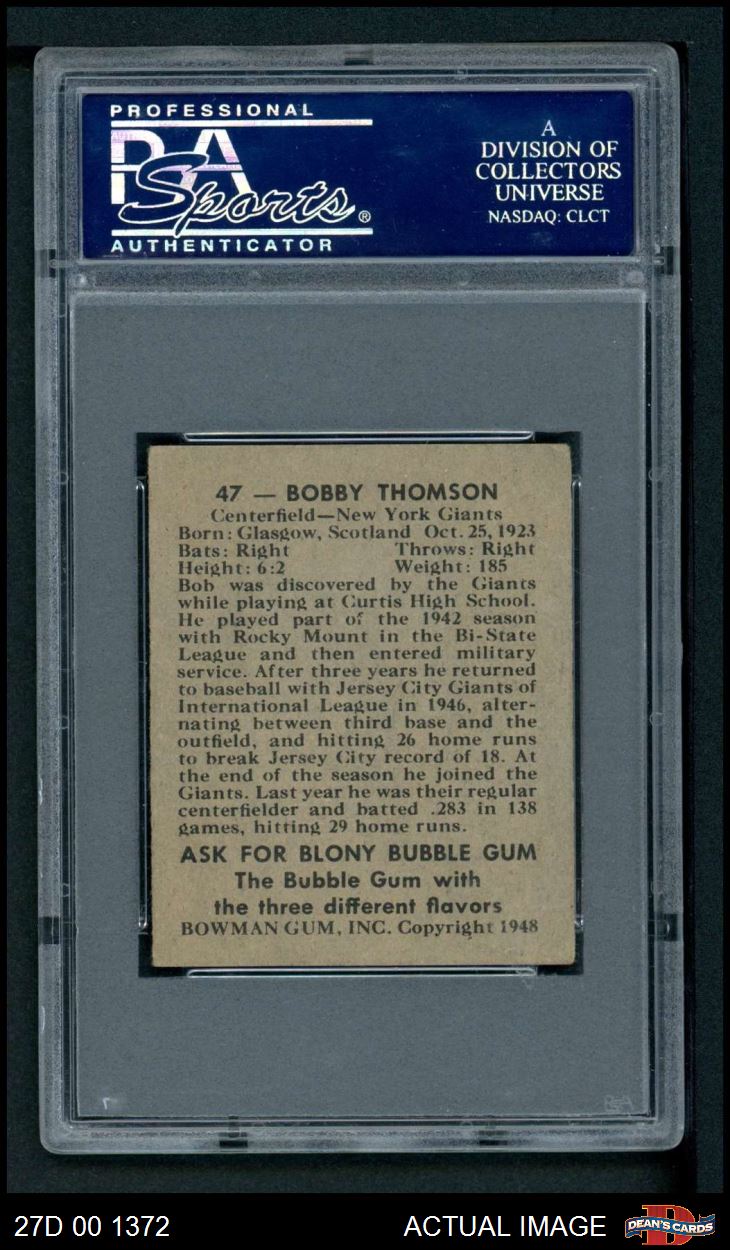 PROFESSIONAL
PSA
Sports®
AUTHENTICATOR
A
DIVISION OF
COLLECTORS
UNIVERSE
NASDAQ: CLCT
47 — BOBBY THOMSON
Centerfield—New York Giants
Born: Glasgow, Scotland Oct. 25, 1923
Bats: Right Throws: Right
Height: 6:2 Weight: 185
Bob was discovered by the Giants
while playing at Curtis High School.
He played part of the 1942 season
with Rocky Mount in the Bi-State
League and then entered military
service. After three years he returned
to baseball with Jersey City Giants of
International League in 1946, alter-
nating between third base and the
outfield, and hitting 26 home runs
to break Jersey City record of 18. At
the end of the season he joined the
Giants. Last year he was their regular
centerfielder and batted .283 in 138
games, hitting 29 home runs.
ASK FOR BLONY BUBBLE GUM
The Bubble Gum with
the three different flavors
BOWMAN GUM, INC. Copyright 1948
PSA
27D 00 1372 ACTUAL IMAGE
DEAN'S CARDS